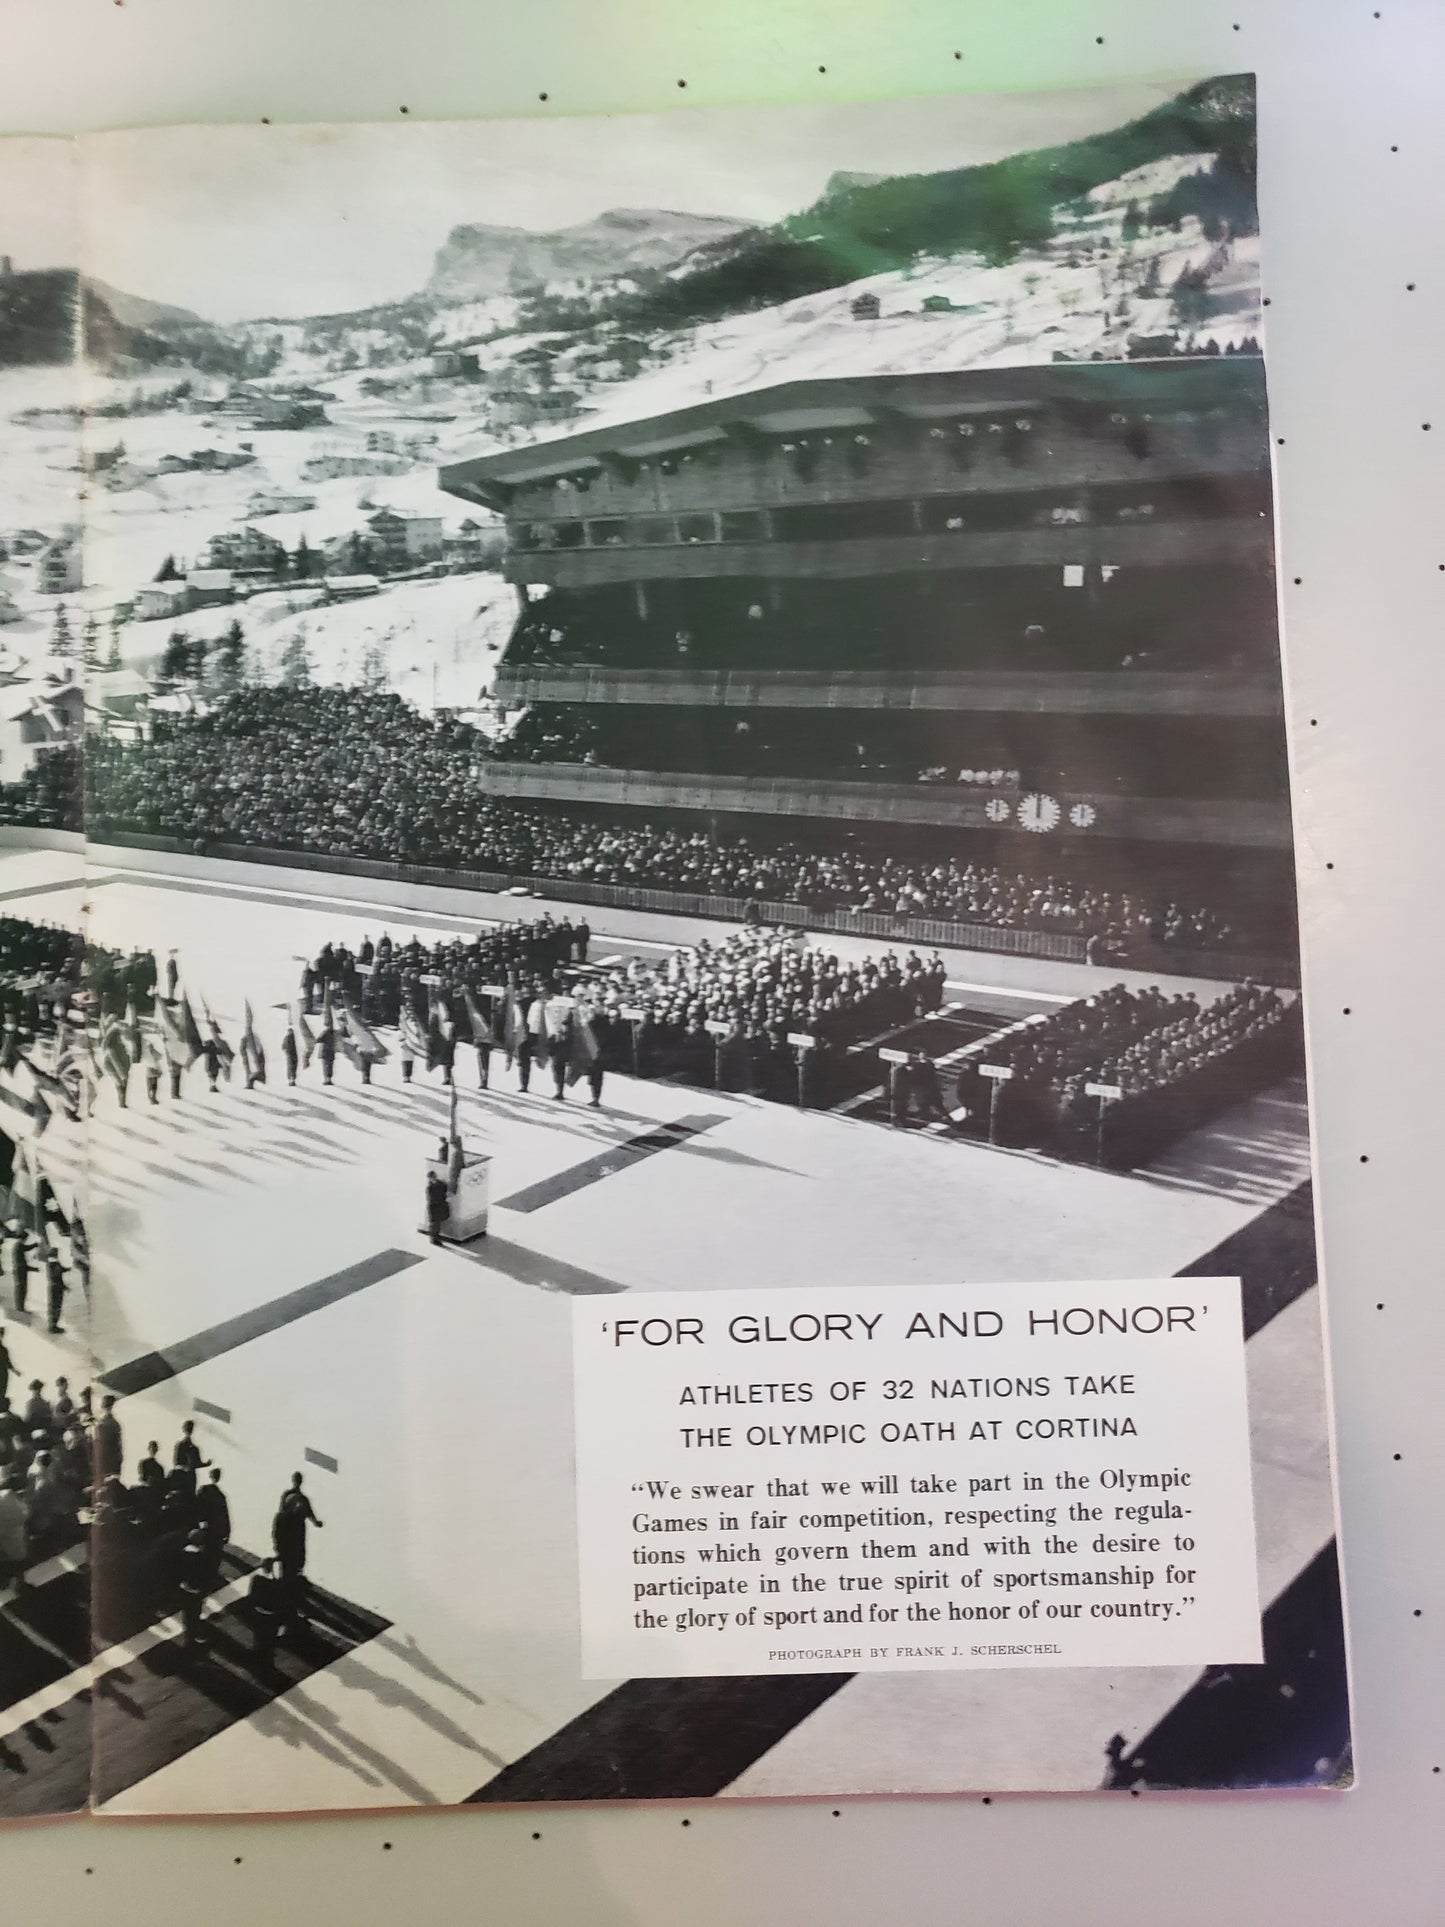 ‘FOR GLORY AND HONOR’
ATHLETES OF 32 NATIONS TAKE
THE OLYMPIC OATH AT CORTINA
“We swear that we will take part in the Olympic
Games in fair competition, respecting the regula-
tions which govern them and with the desire to
participate in the true spirit of sportsmanship for
the glory of sport and for the honor of our country.”
PHOTOGRAPH BY FRANK J. SCHERSCHEL